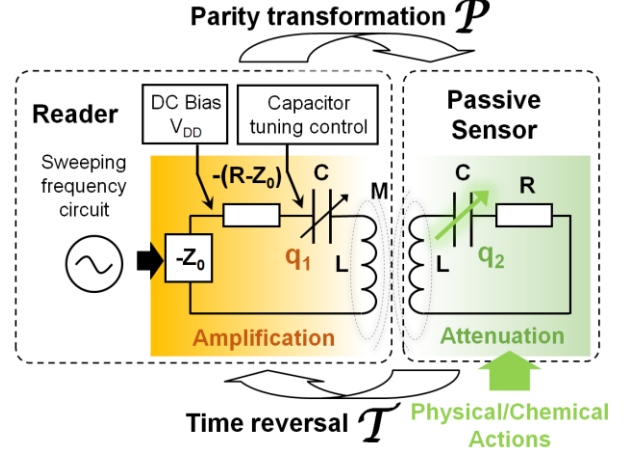 Parity transformation 𝒫
Reader
DC Bias
V_DD
Capacitor
tuning control
Passive
Sensor
Sweeping
frequency
circuit
-(R-Z₀)
C
M
C
R
-Z₀
q₁
L
L
q₂
Amplification
Attenuation
Time reversal 𝒯
Physical/Chemical
Actions